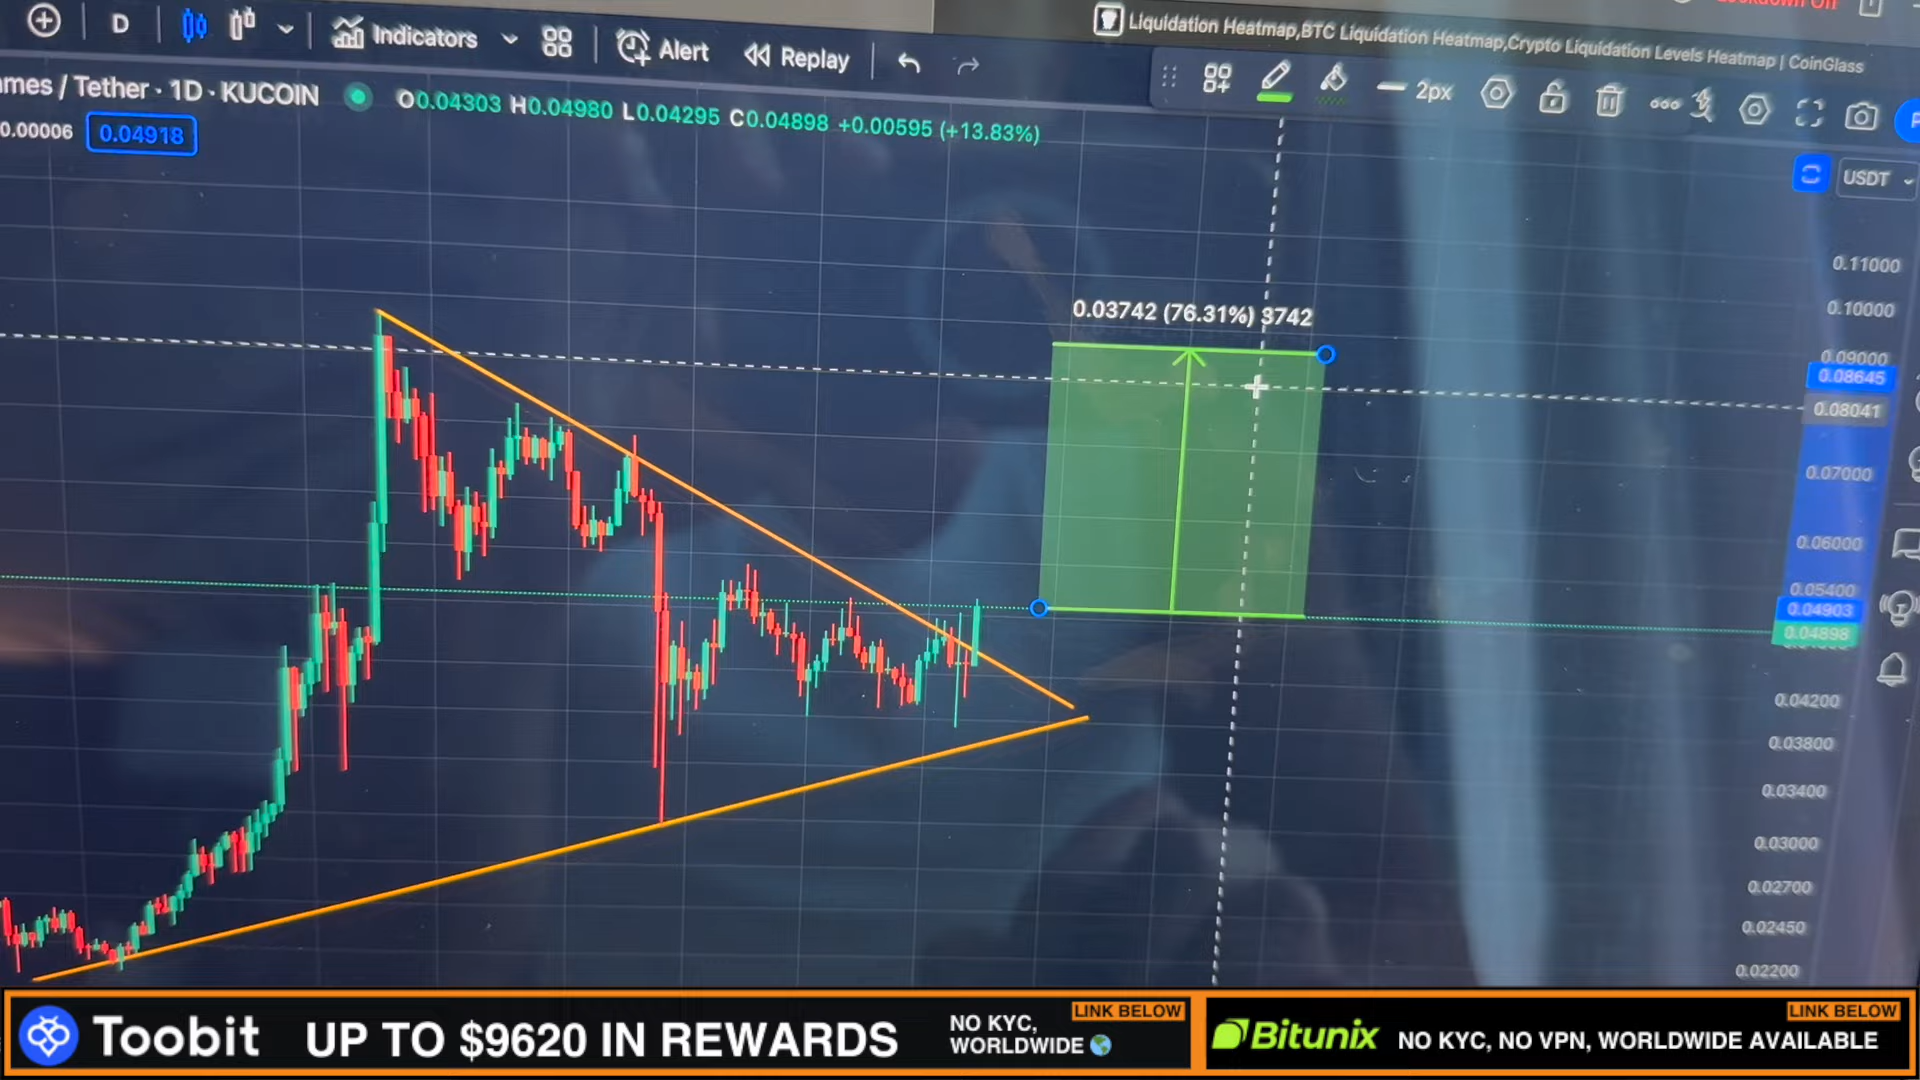 Lockdown Off
D
Indicators
Alert
Replay
Liquidation Heatmap,BTC Liquidation Heatmap,Crypto Liquidation Levels Heatmap | CoinGlass
2px
ames / Tether · 1D · KUCOIN
O0.04303 H0.04980 L0.04295 C0.04898 +0.00595 (+13.83%)
0.00006
0.04918
USDT
0.11000
0.10000
0.03742 (76.31%) 3742
0.09000
0.08645
0.08041
0.07000
0.06000
0.05400
0.04903
0.04898
0.04200
0.03800
0.03400
0.03000
0.02700
0.02450
0.02200
Toobit
UP TO $9620 IN REWARDS
NO KYC,
WORLDWIDE
LINK BELOW
Bitunix
NO KYC, NO VPN, WORLDWIDE AVAILABLE
LINK BELOW